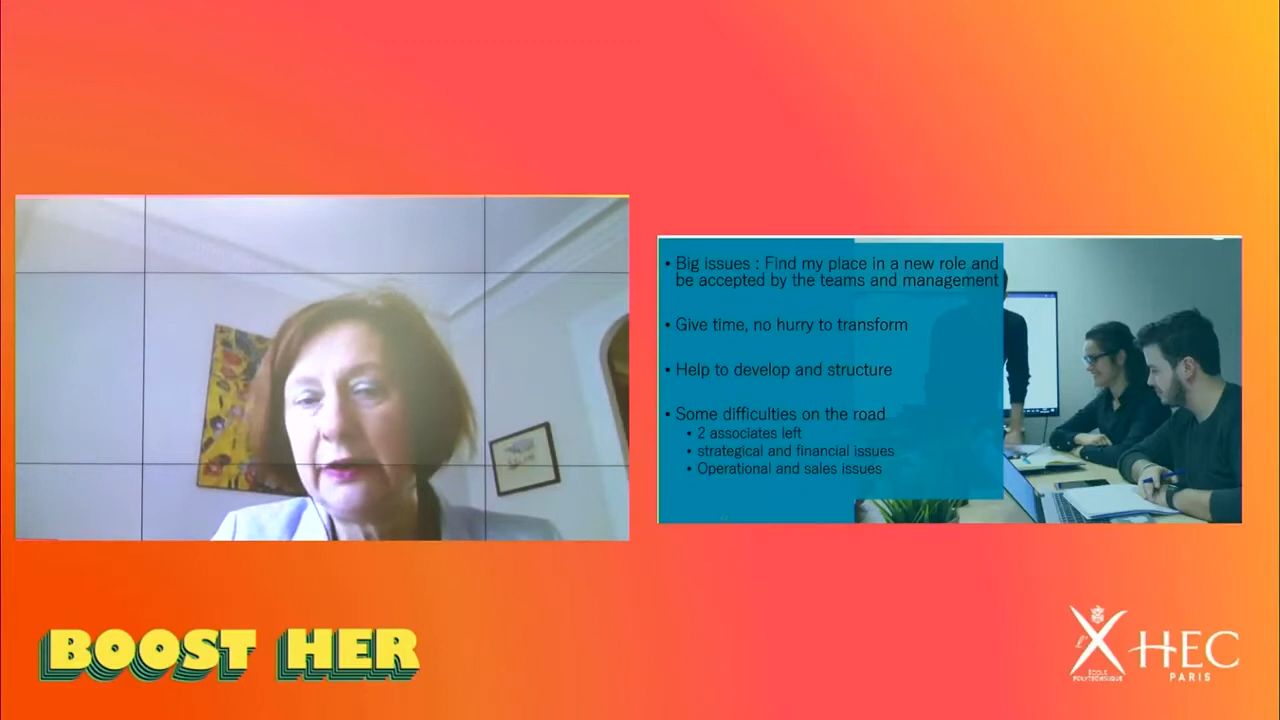 • Big issues : Find my place in a new role and
be accepted by the teams and management
• Give time, no hurry to transform
• Help to develop and structure
• Some difficulties on the road
• 2 associates left
• strategical and financial issues
• Operational and sales issues
BOOST HER
ÉCOLE
POLYTECHNIQUE
HEC
PARIS